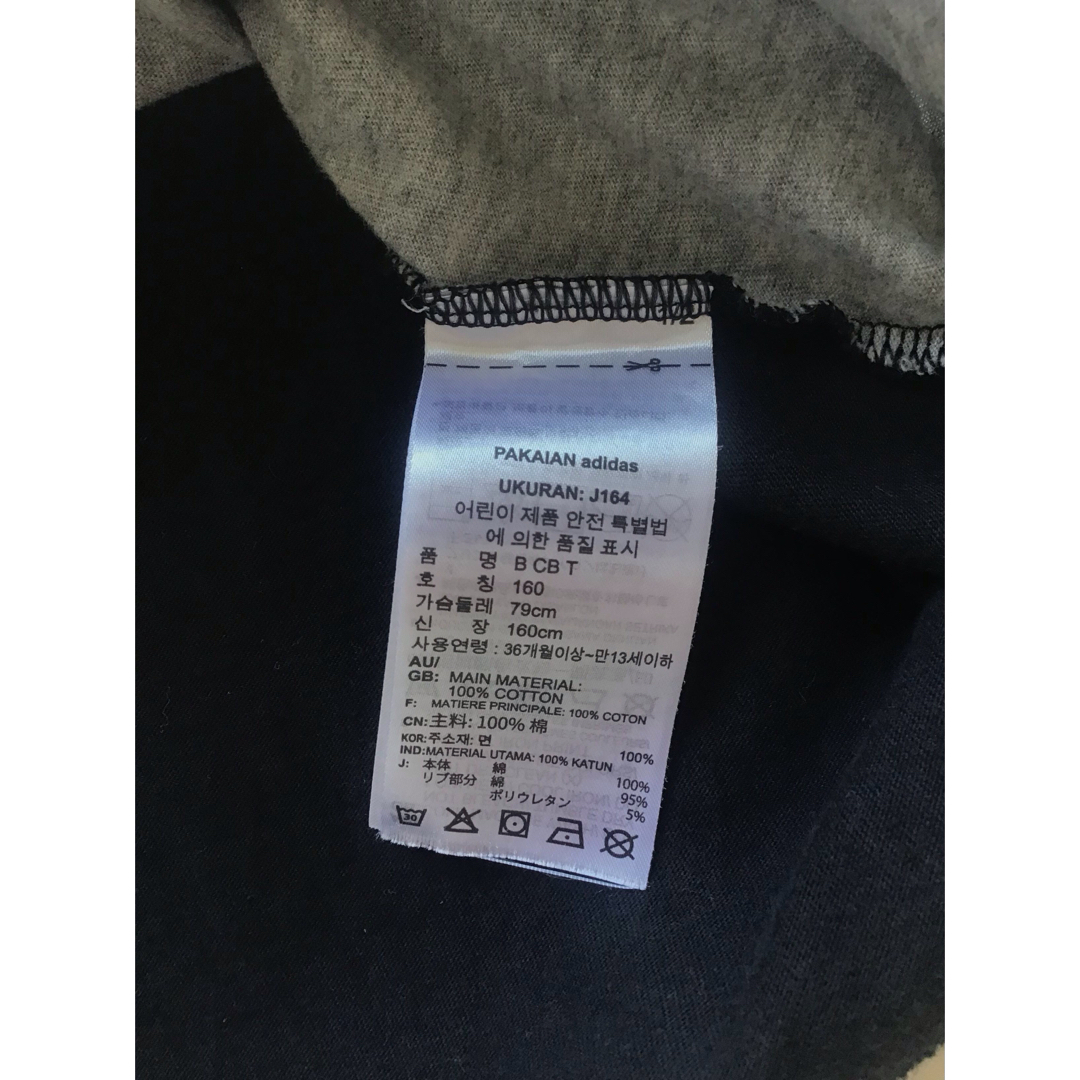 1/2
PAKAIAN adidas
UKURAN: J164
어린이 제품 안전 특별법
에 의한 품질 표시
품 명 B CB T
호 칭 160
가슴둘레 79cm
신 장 160cm
사용연령 : 36개월이상~만13세이하
AU/
GB: MAIN MATERIAL:
100% COTTON
F: MATIERE PRINCIPALE: 100% COTON
CN: 主料: 100% 棉
KOR: 주소재: 면 100%
IND: MATERIAL UTAMA: 100% KATUN
J: 本体 綿 100%
リブ部分 綿 95%
ポリウレタン 5%
30